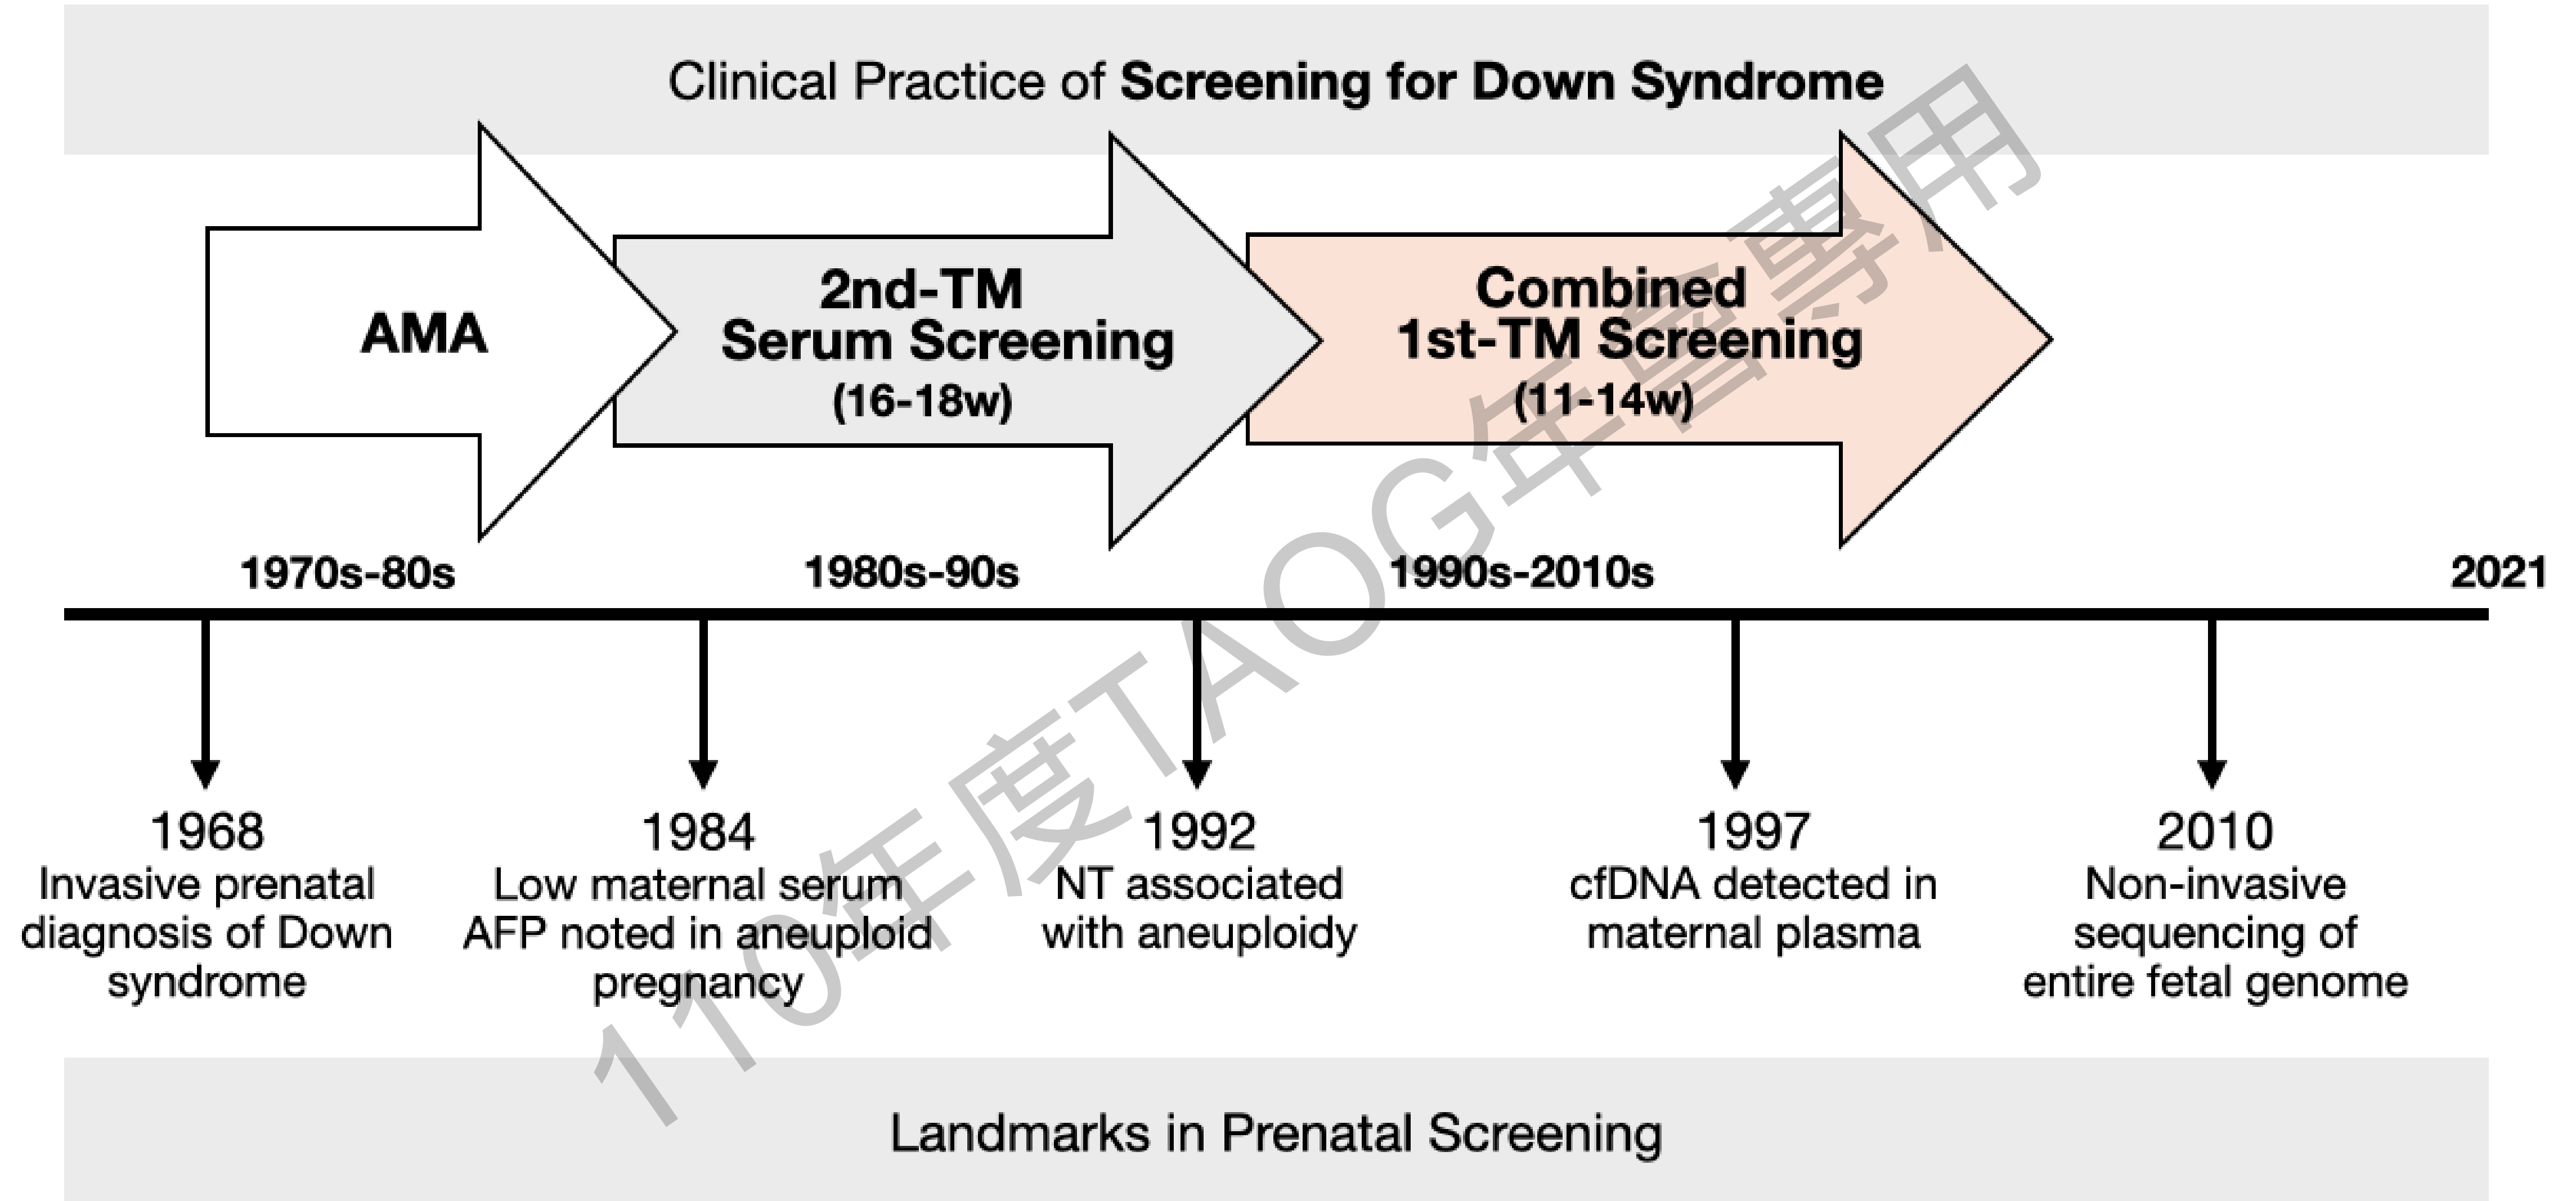 Clinical Practice of Screening for Down Syndrome
AMA
2nd-TM
Serum Screening
(16-18w)
Combined
1st-TM Screening
(11-14w)
1970s-80s
1980s-90s
1990s-2010s
2021
1968
Invasive prenatal
diagnosis of Down
syndrome
1984
Low maternal serum
AFP noted in aneuploid
pregnancy
1992
NT associated
with aneuploidy
1997
cfDNA detected in
maternal plasma
2010
Non-invasive
sequencing of
entire fetal genome
Landmarks in Prenatal Screening
110年度TAOG年會專用